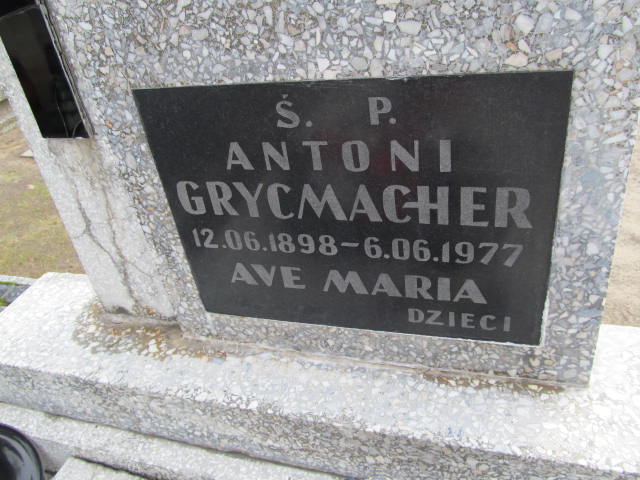 Ś. P.
ANTONI
GRYCMACHER
12.06.1898-6.06.1977
AVE MARIA
DZIECI